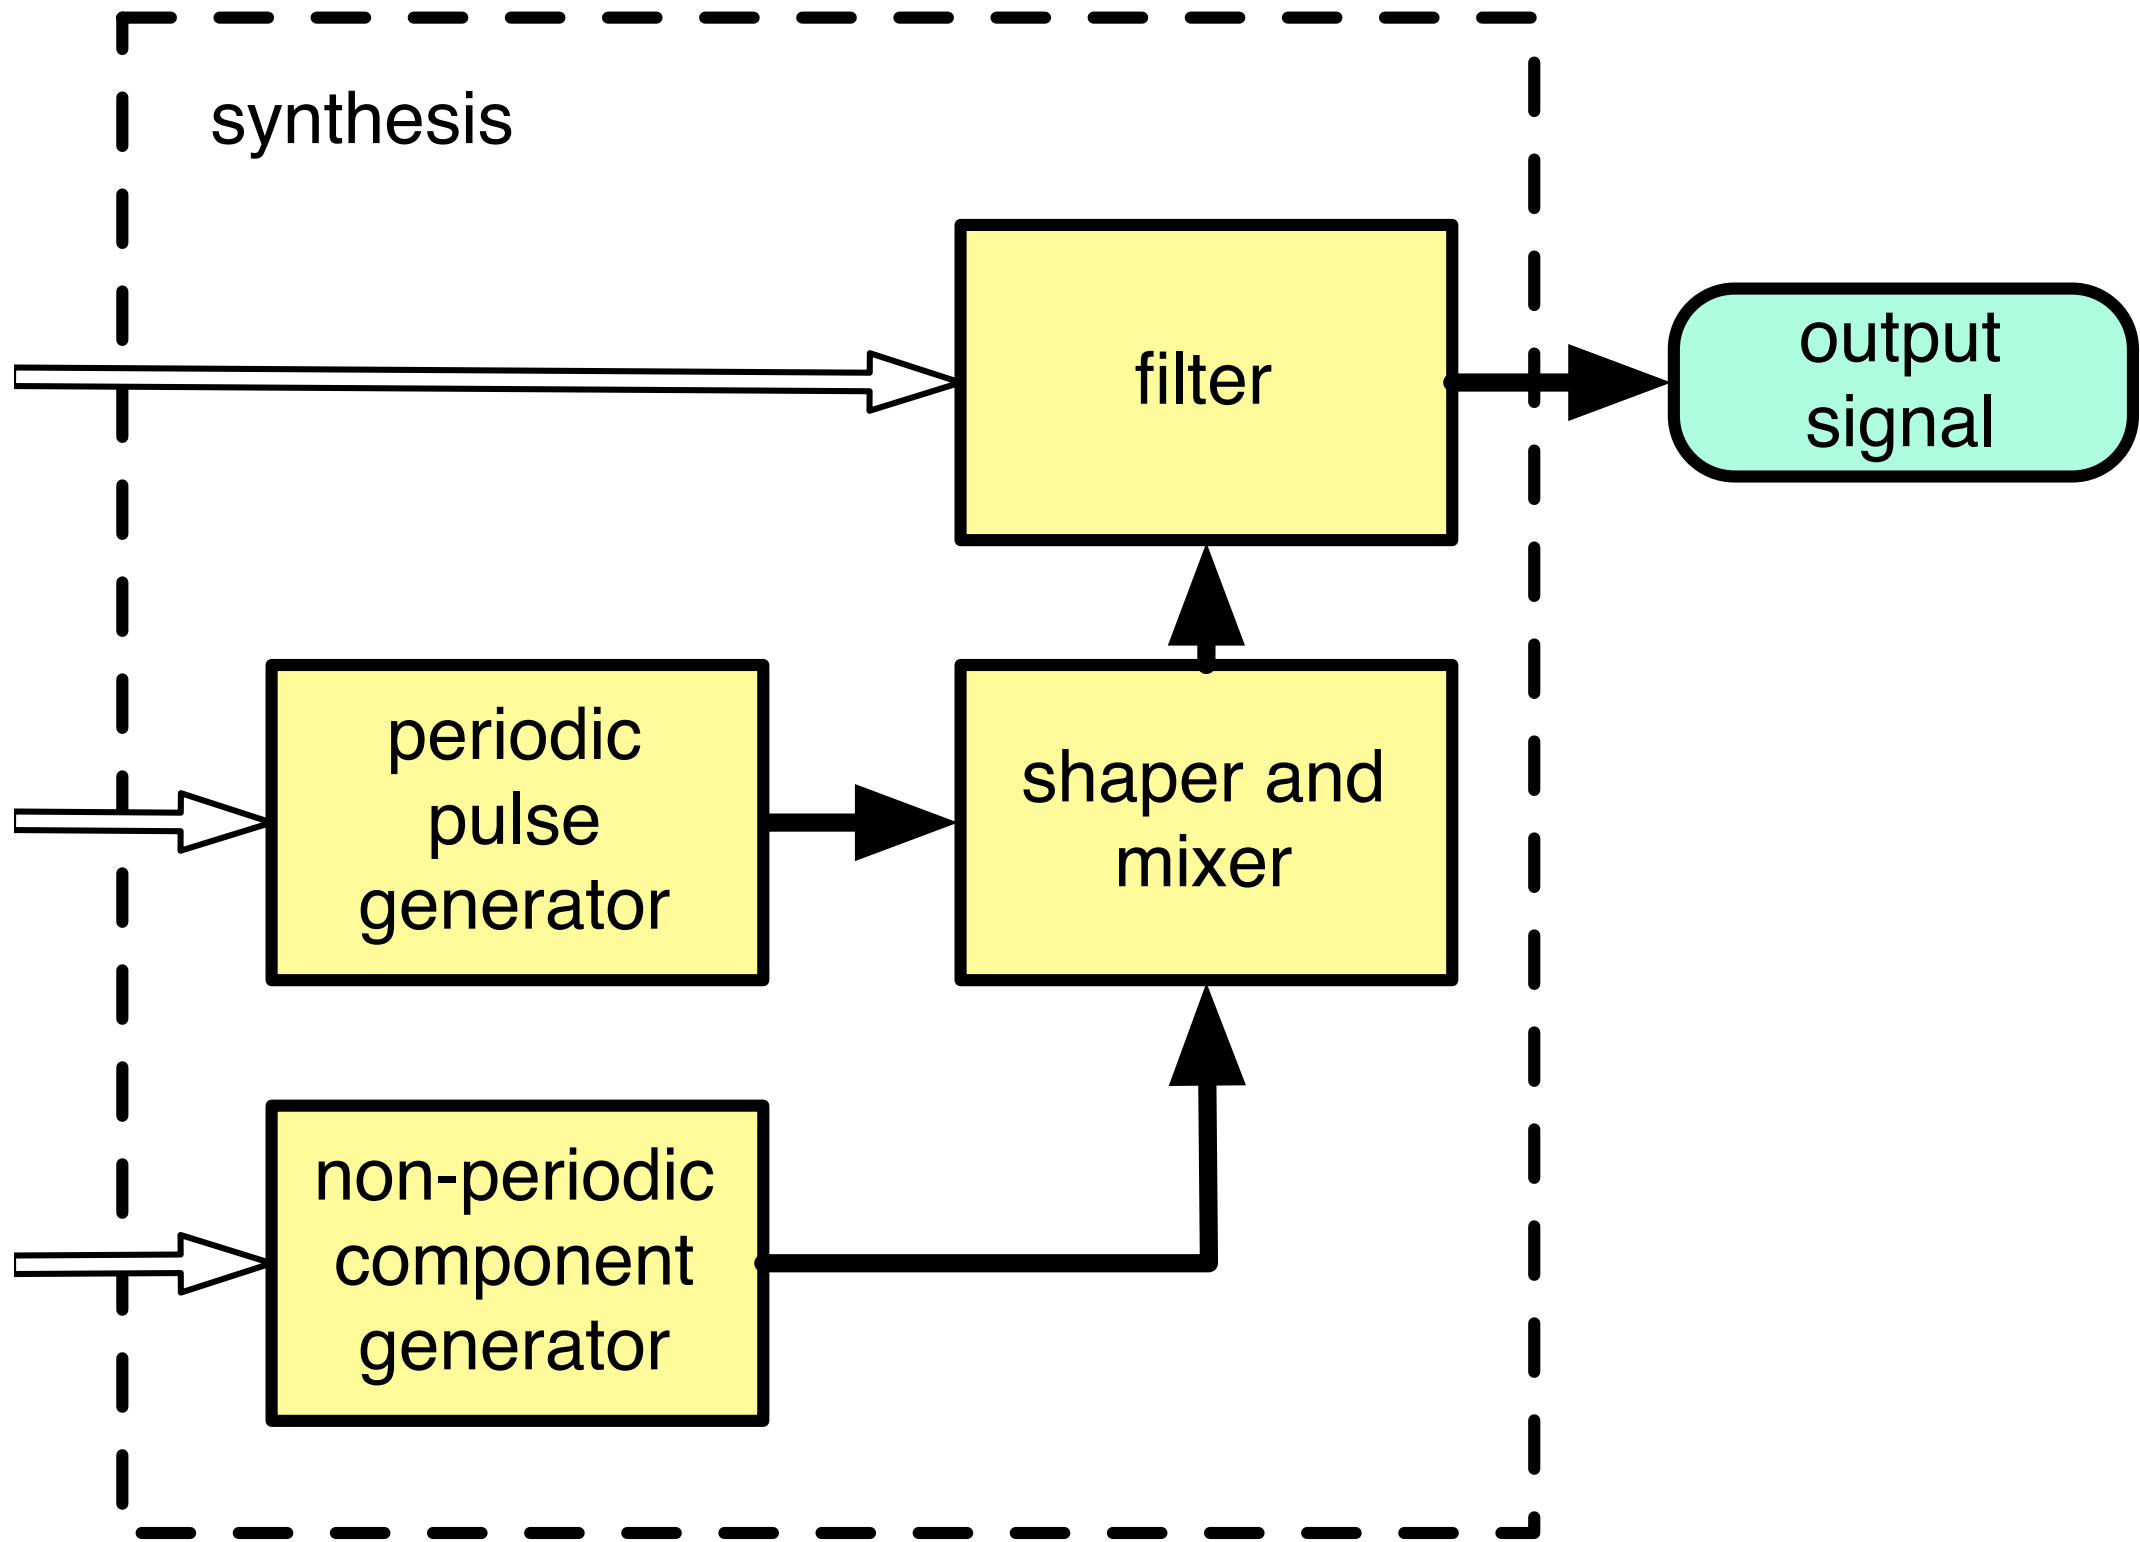 synthesis
filter
output
signal
periodic
pulse
generator
shaper and
mixer
non-periodic
component
generator